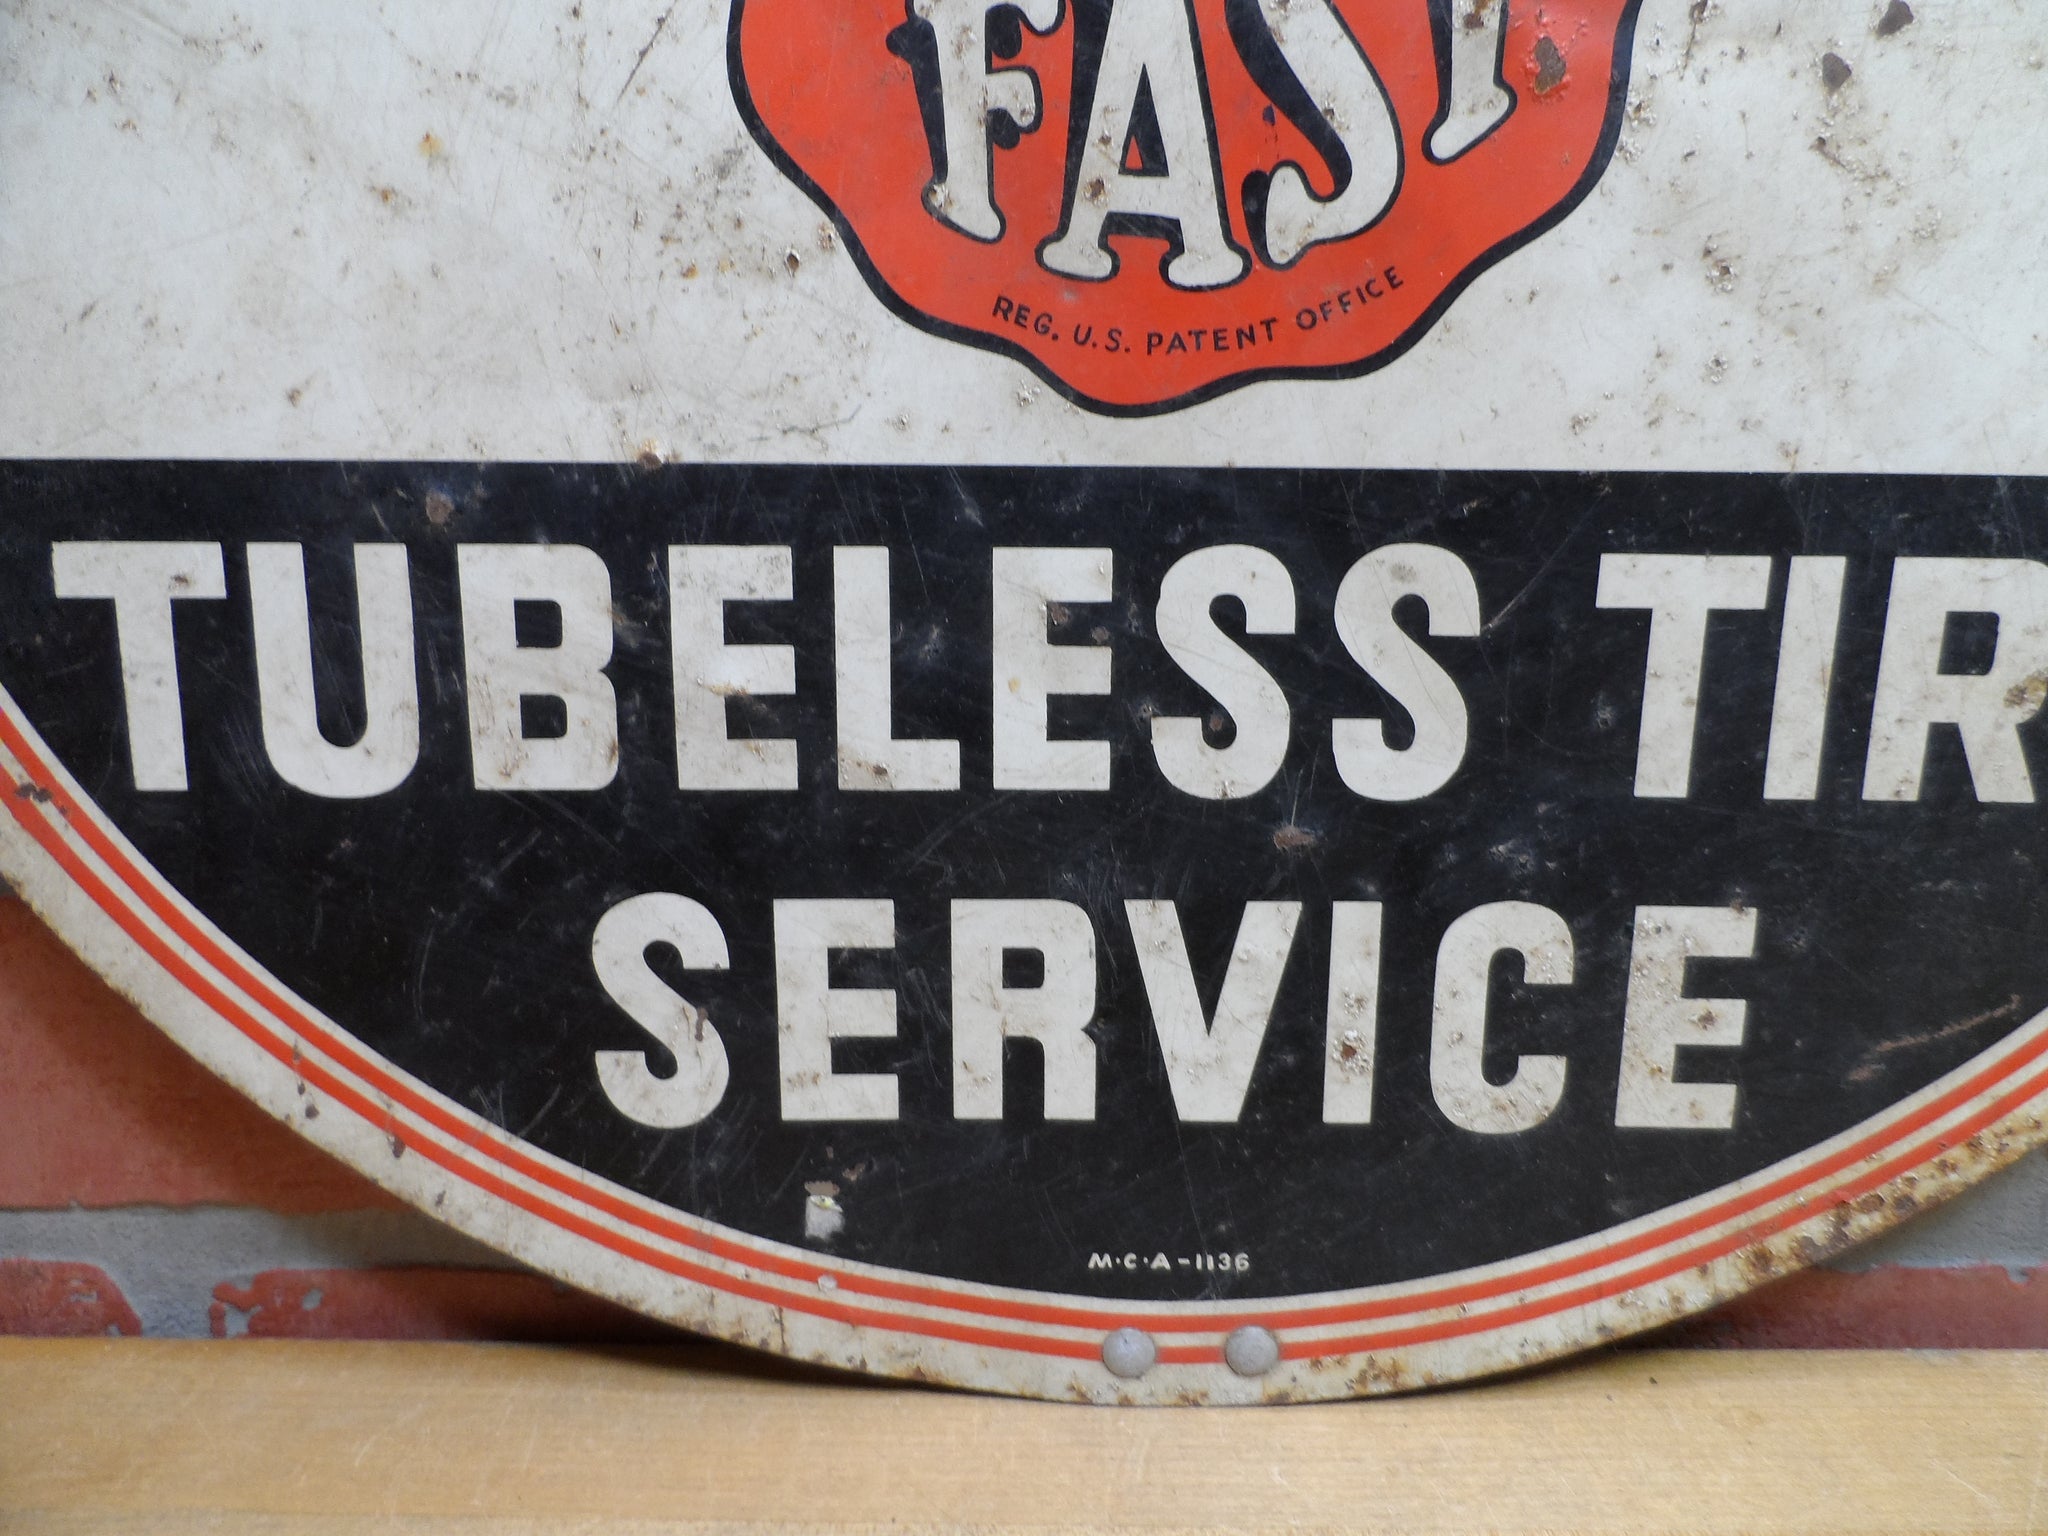 FAST
REG. U.S. PATENT OFFICE
TUBELESS TIR
SERVICE
M·C·A-1136